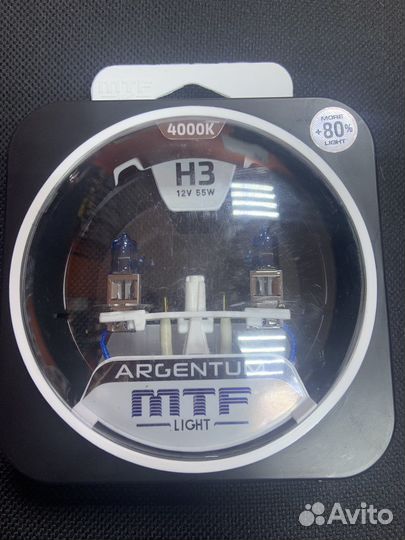 MTF
MORE
+80%
LIGHT
4000K
H3
12V 55W
ARGENTUM
MTF
LIGHT
Avito